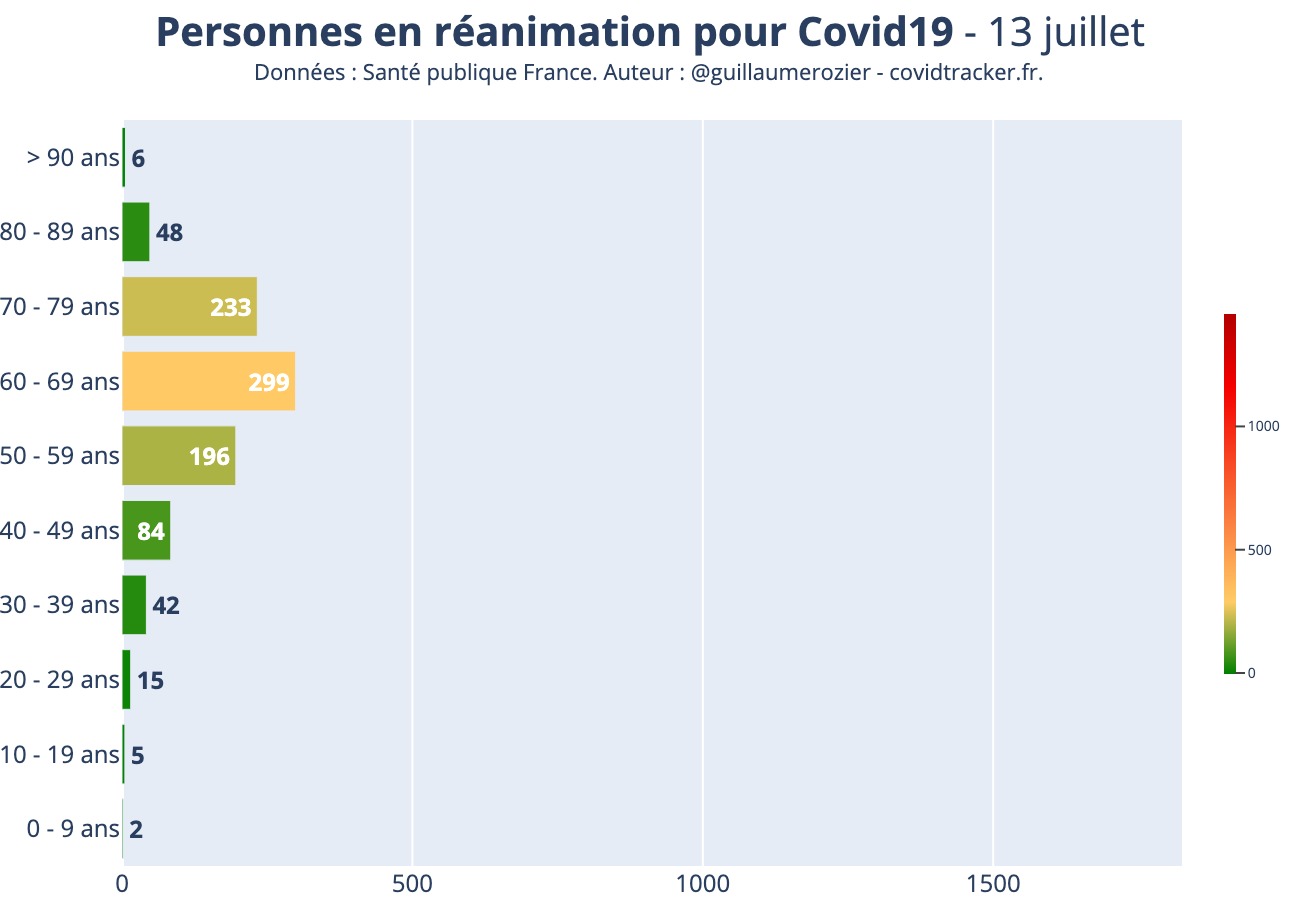 Personnes en réanimation pour Covid19 - 13 juillet
Données : Santé publique France. Auteur : @guillaumerozier - covidtracker.fr.
> 90 ans 6
80 - 89 ans 48
70 - 79 ans 233
60 - 69 ans 299
50 - 59 ans 196
40 - 49 ans 84
30 - 39 ans 42
20 - 29 ans 15
10 - 19 ans 5
0 - 9 ans 2
0 500 1000 1500
1000
500
0